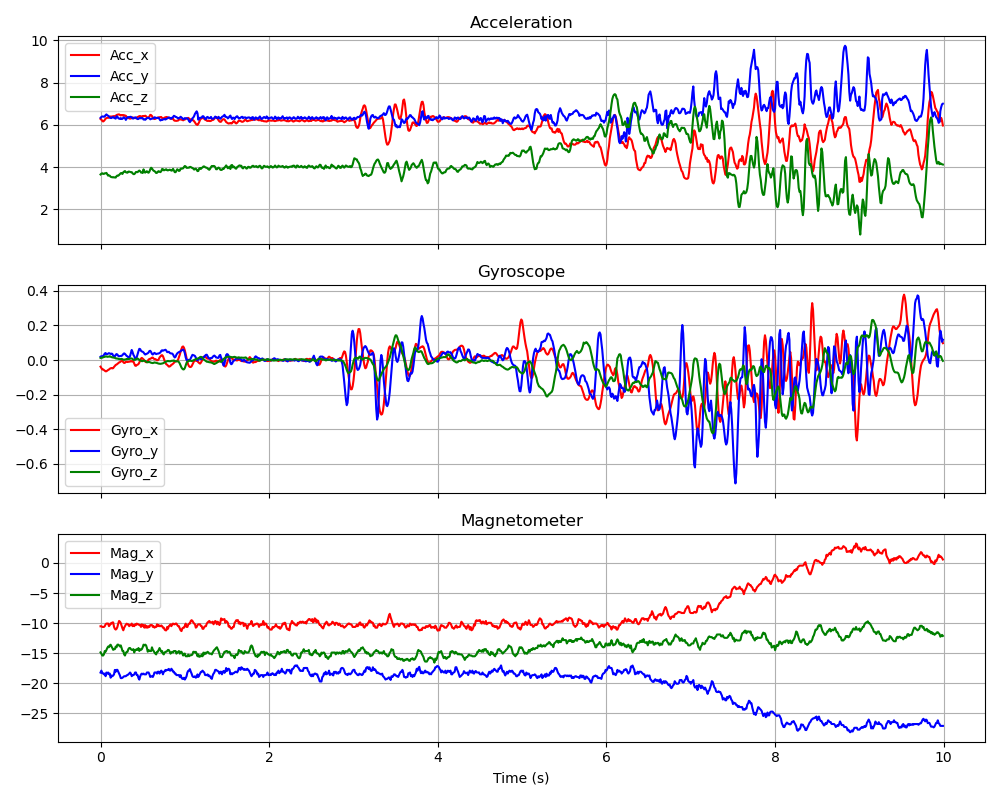 Acceleration
10
8
6
4
2
Acc_x
Acc_y
Acc_z
Gyroscope
0.4
0.2
0.0
−0.2
−0.4
−0.6
Gyro_x
Gyro_y
Gyro_z
Magnetometer
0
−5
−10
−15
−20
−25
Mag_x
Mag_y
Mag_z
0 2 4 6 8 10
Time (s)